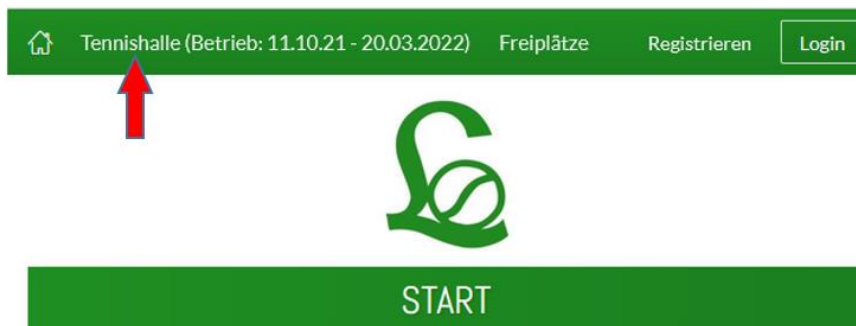 Tennishalle (Betrieb: 11.10.21 - 20.03.2022) Freiplätze Registrieren Login
START